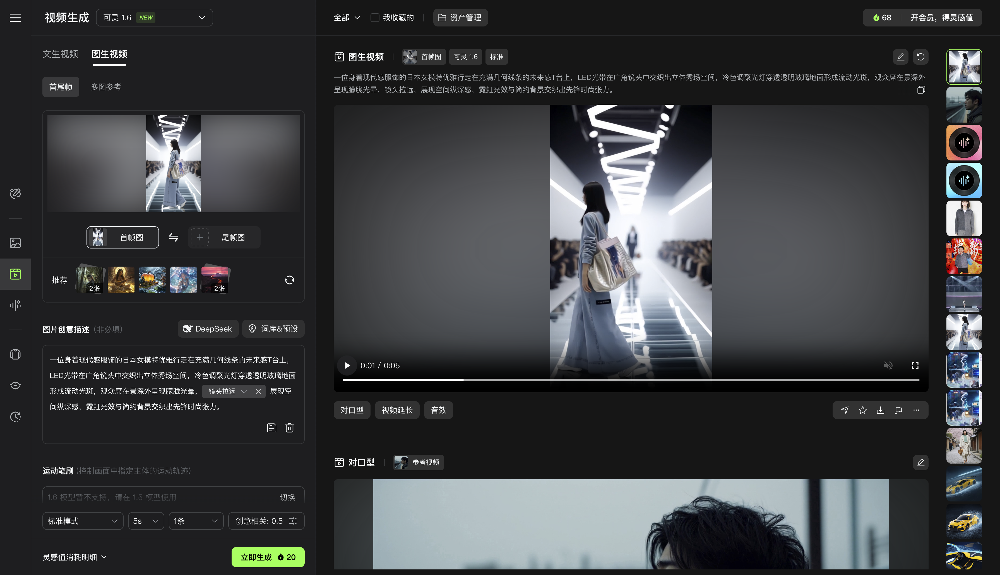 视频生成
可灵 1.6 NEW
全部
我收藏的
资产管理
68
开会员，得灵感值
文生视频
图生视频
首尾帧
多图参考
首帧图
尾帧图
推荐
2张
2张
图片创意描述 (非必填)
DeepSeek
词库&预设
一位身着现代感服饰的日本女模特优雅行走在充满几何线条的未来感T台上，
LED光带在广角镜头中交织出立体秀场空间，冷色调聚光灯穿透透明玻璃地面
形成流动光斑，观众席在景深外呈现朦胧光晕， 镜头拉远 展现空
间纵深感，霓虹光效与简约背景交织出先锋时尚张力。
运动笔刷 (控制画面中指定主体的运动轨迹)
1.6 模型暂不支持，请在 1.5 模型使用
切换
标准模式
5s
1条
创意相关: 0.5
灵感值消耗明细
立即生成 20
图生视频
首帧图
可灵 1.6
标准
一位身着现代感服饰的日本女模特优雅行走在充满几何线条的未来感T台上，LED光带在广角镜头中交织出立体秀场空间，冷色调聚光灯穿透透明玻璃地面形成流动光斑，观众席在景深外
呈现朦胧光晕，镜头拉远，展现空间纵深感，霓虹光效与简约背景交织出先锋时尚张力。
0:01 / 0:05
对口型
视频延长
音效
对口型
参考视频